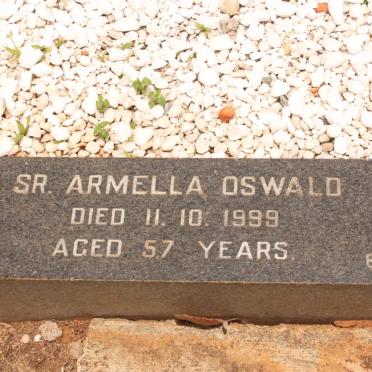 SR. ARMELLA OSWALD
DIED 11. 10. 1999
AGED 57 YEARS.